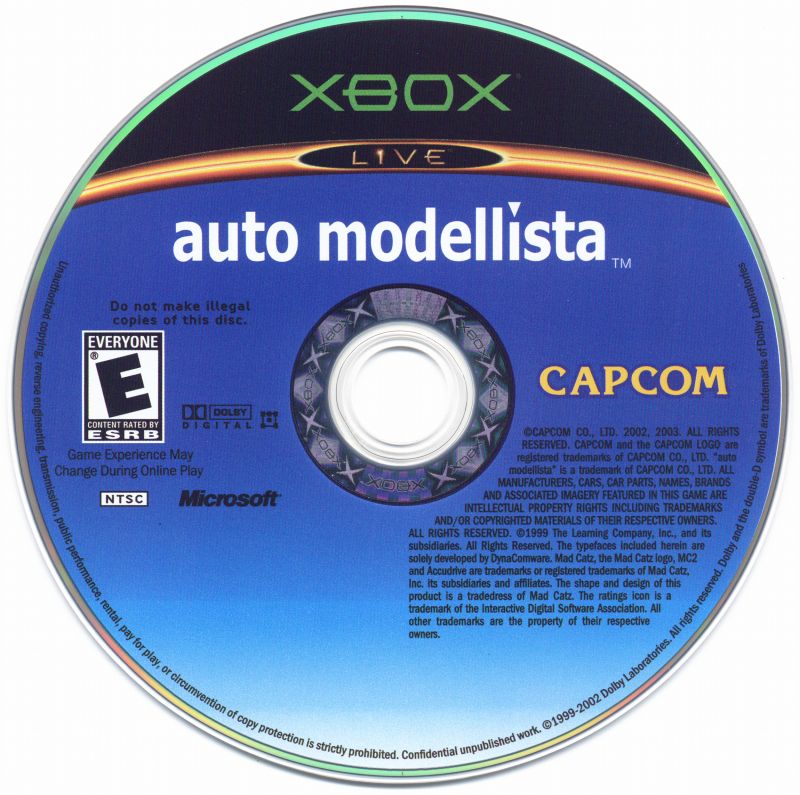 XBOX
LIVE
auto modellista™
Do not make illegal
copies of this disc.
EVERYONE
E®
CONTENT RATED BY
ESRB
DOLBY
DIGITAL
Game Experience May
Change During Online Play
NTSC
Microsoft®
XBOX
CAPCOM
©CAPCOM CO., LTD. 2002, 2003. ALL RIGHTS
RESERVED. CAPCOM and the CAPCOM LOGO are
registered trademarks of CAPCOM CO., LTD. "auto
modellista" is a trademark of CAPCOM CO., LTD. ALL
MANUFACTURERS, CARS, CAR PARTS, NAMES, BRANDS
AND ASSOCIATED IMAGERY FEATURED IN THIS GAME ARE
INTELLECTUAL PROPERTY RIGHTS INCLUDING TRADEMARKS
AND/OR COPYRIGHTED MATERIALS OF THEIR RESPECTIVE OWNERS.
ALL RIGHTS RESERVED. ©1999 The Learning Company, Inc., and its
subsidiaries. All Rights Reserved. The typefaces included herein are
solely developed by DynaComware. Mad Catz, the Mad Catz logo, MC2
and Accudrive are trademarks or registered trademarks of Mad Catz,
Inc. its subsidiaries and affiliates. The shape and design of this
product is a tradedress of Mad Catz. The ratings icon is a
trademark of the Interactive Digital Software Association. All
other trademarks are the property of their respective
owners.
Unauthorized copying, reverse engineering, transmission, public performance, rental, pay for play, or circumvention of copy protection is strictly prohibited. Confidential unpublished work. ©1999-2002 Dolby Laboratories. All rights reserved. Dolby and the double-D symbol are trademarks of Dolby Laboratories.